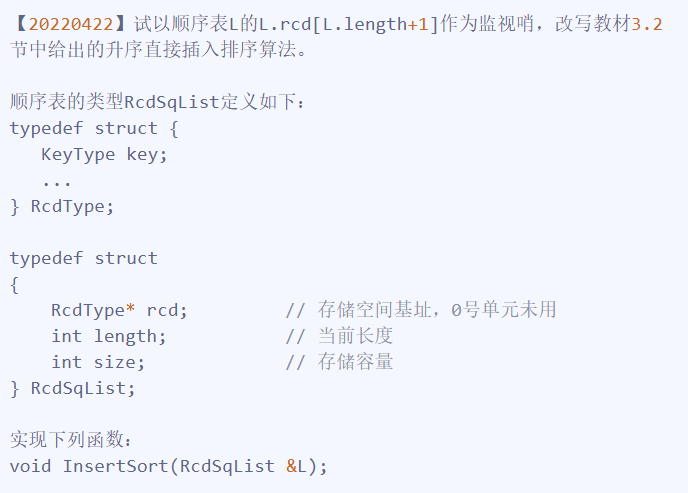 【20220422】试以顺序表L的L.rcd[L.length+1]作为监视哨，改写教材3.2
节中给出的升序直接插入排序算法。
顺序表的类型RcdSqList定义如下：
typedef struct {
   KeyType key;
   ...
} RcdType;
typedef struct
{
    RcdType* rcd;          // 存储空间基址，0号单元未用
    int length;            // 当前长度
    int size;              // 存储容量
} RcdSqList;
实现下列函数：
void InsertSort(RcdSqList &L);